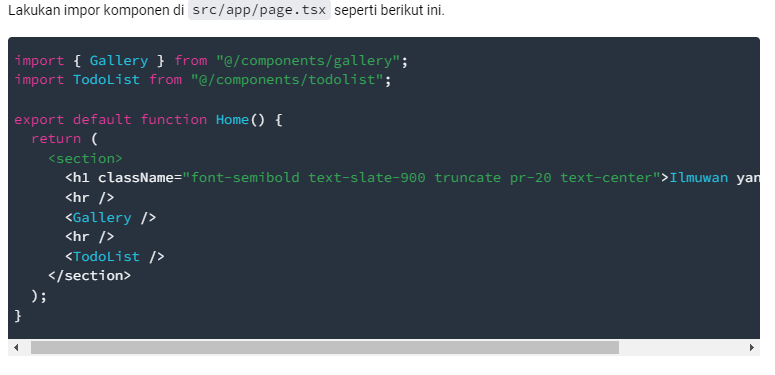 Lakukan impor komponen di src/app/page.tsx seperti berikut ini.
import { Gallery } from "@/components/gallery";
import TodoList from "@/components/todolist";
export default function Home() {
  return (
    <section>
      <h1 className="font-semibold text-slate-900 truncate pr-20 text-center">Ilmuwan yan
      <hr />
      <Gallery />
      <hr />
      <TodoList />
    </section>
  );
}